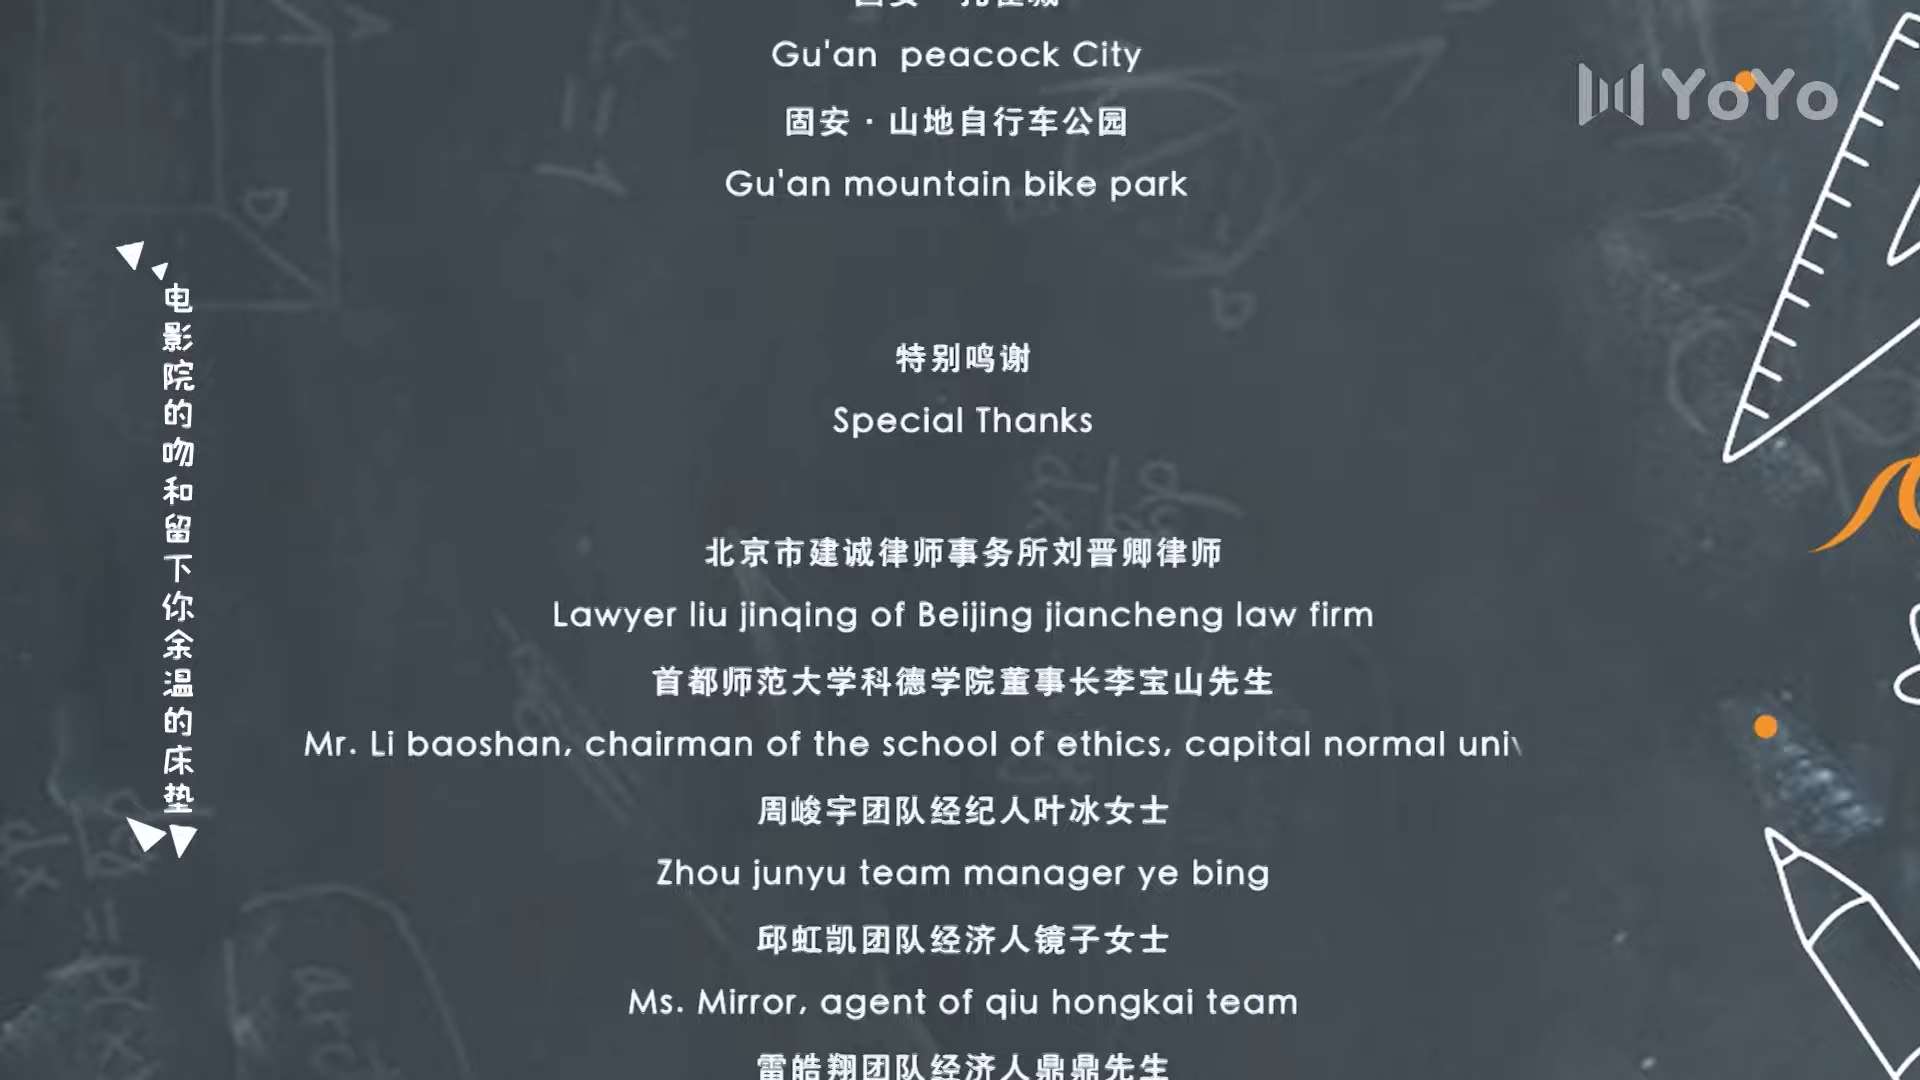 固安·孔雀城
Gu'an peacock City
固安·山地自行车公园
Gu'an mountain bike park
YoYo
电影院的吻和留下你余温的床垫
特别鸣谢
Special Thanks
北京市建诚律师事务所刘晋卿律师
Lawyer liu jinqing of Beijing jiancheng law firm
首都师范大学科德学院董事长李宝山先生
Mr. Li baoshan, chairman of the school of ethics, capital normal univ
周峻宇团队经纪人叶冰女士
Zhou junyu team manager ye bing
邱虹凯团队经济人镜子女士
Ms. Mirror, agent of qiu hongkai team
雷皓翔团队经济人鼎鼎先生